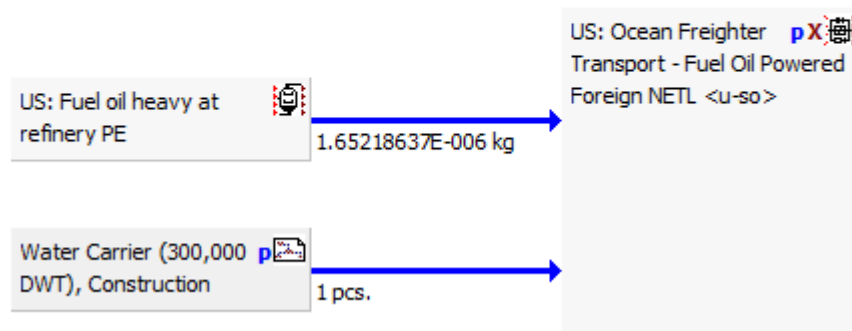 US: Ocean Freighter pX
Transport - Fuel Oil Powered
Foreign NETL <u-so>
US: Fuel oil heavy at
refinery PE
1.65218637E-006 kg
Water Carrier (300,000 p
DWT), Construction
1 pcs.